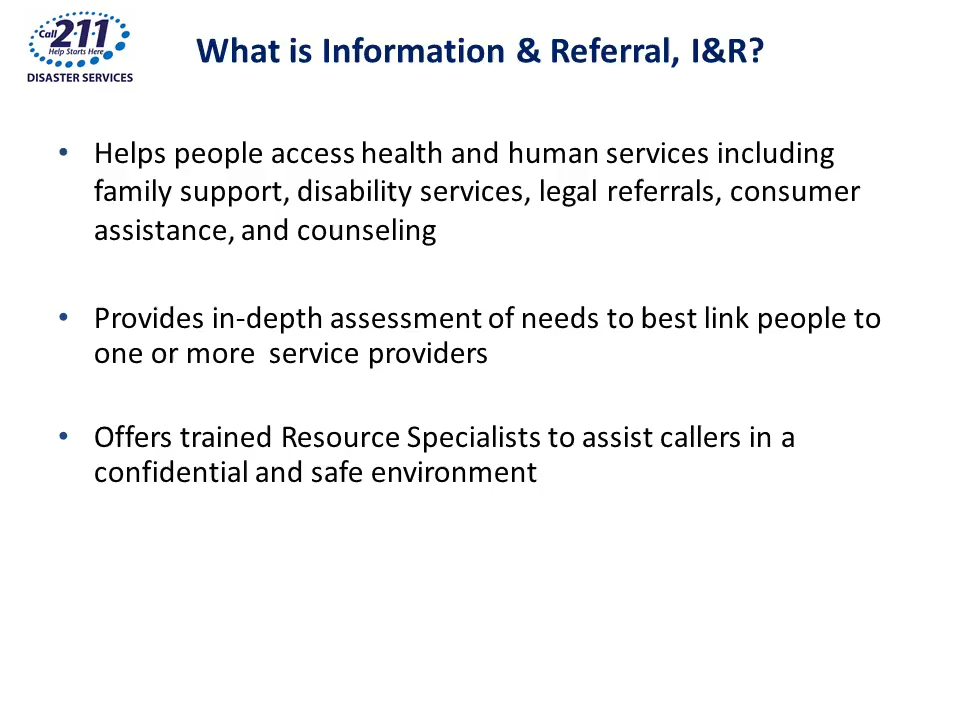 Call
211
Help Starts Here
DISASTER SERVICES
What is Information & Referral, I&R?
• Helps people access health and human services including
family support, disability services, legal referrals, consumer
assistance, and counseling
• Provides in-depth assessment of needs to best link people to
one or more  service providers
• Offers trained Resource Specialists to assist callers in a
confidential and safe environment